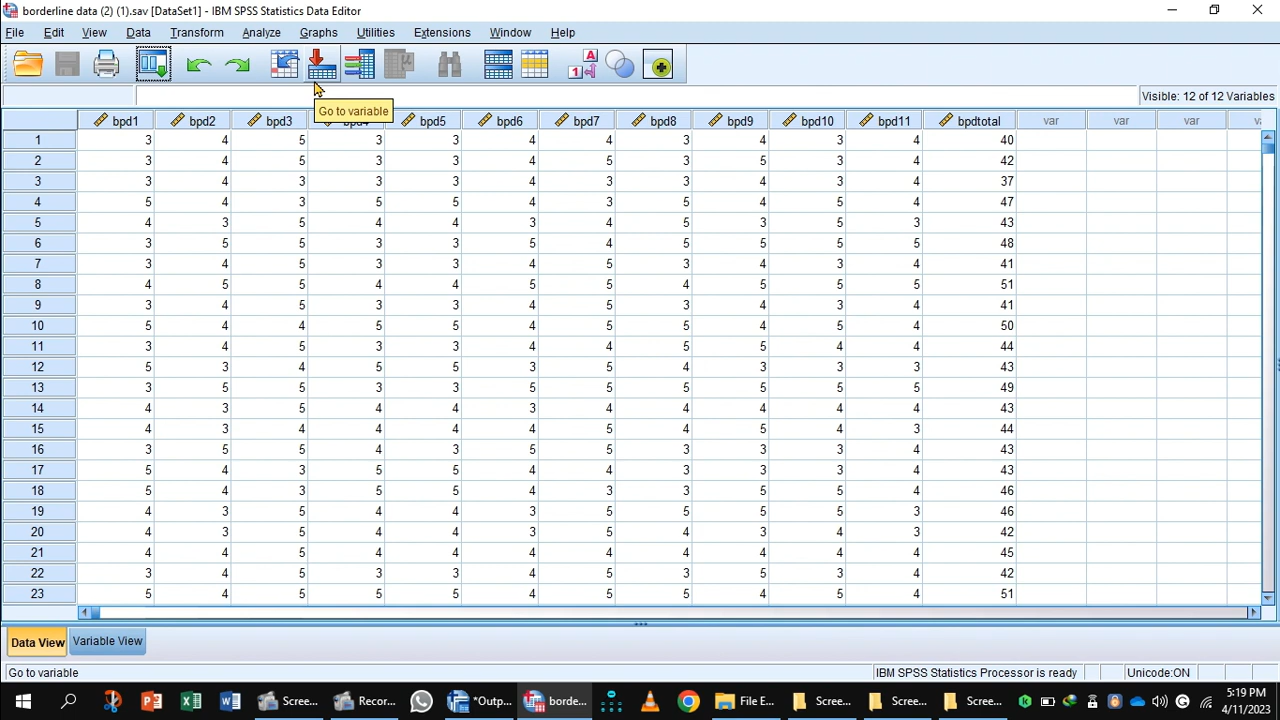 borderline data (2) (1).sav [DataSet1] - IBM SPSS Statistics Data Editor
File Edit View Data Transform Analyze Graphs Utilities Extensions Window Help
Go to variable
Visible: 12 of 12 Variables
bpd1 bpd2 bpd3 bpd4 bpd5 bpd6 bpd7 bpd8 bpd9 bpd10 bpd11 bpdtotal var var var va
1 3 4 5 3 3 4 4 3 4 3 4 40
2 3 4 5 3 3 4 5 3 5 3 4 42
3 3 4 3 3 3 4 3 3 4 3 4 37
4 5 4 3 5 5 4 3 5 4 5 4 47
5 4 3 5 4 4 3 4 5 3 5 3 43
6 3 5 5 3 3 5 4 5 5 5 5 48
7 3 4 5 3 3 4 5 3 4 3 4 41
8 4 5 5 4 4 5 5 4 5 5 5 51
9 3 4 5 3 3 4 5 3 4 3 4 41
10 5 4 4 5 5 4 5 5 4 5 4 50
11 3 4 5 3 3 4 4 5 5 4 4 44
12 5 3 4 5 5 3 5 4 3 3 3 43
13 3 5 5 3 3 5 5 5 5 5 5 49
14 4 3 5 4 4 3 4 4 4 4 4 43
15 4 3 4 4 4 4 5 4 5 4 3 44
16 3 5 5 4 3 5 5 3 3 3 4 43
17 5 4 3 5 5 4 4 3 3 3 4 43
18 5 4 3 5 5 4 3 3 5 5 4 46
19 4 3 5 4 4 3 5 5 5 5 3 46
20 4 3 5 4 4 3 5 4 3 4 3 42
21 4 4 5 4 4 4 4 4 4 4 4 45
22 3 4 5 3 3 4 5 3 5 3 4 42
23 5 4 5 5 5 4 5 5 4 5 4 51
Data View Variable View
Go to variable IBM SPSS Statistics Processor is ready Unicode:ON
Scree... Recor... *Outp... borde... File E... Scree... Scree... Scree... 5:19 PM
4/11/2023